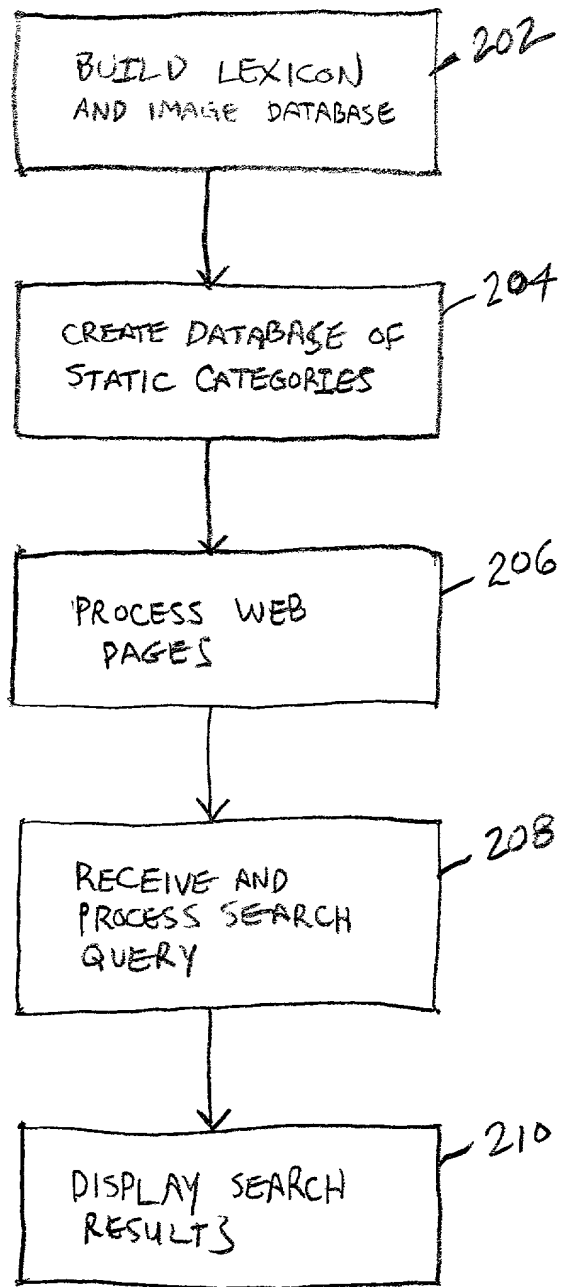 BUILD LEXICON
AND IMAGE DATABASE
202
CREATE DATABASE OF
STATIC CATEGORIES
204
PROCESS WEB
PAGES
206
RECEIVE AND
PROCESS SEARCH
QUERY
208
DISPLAY SEARCH
RESULTS
210